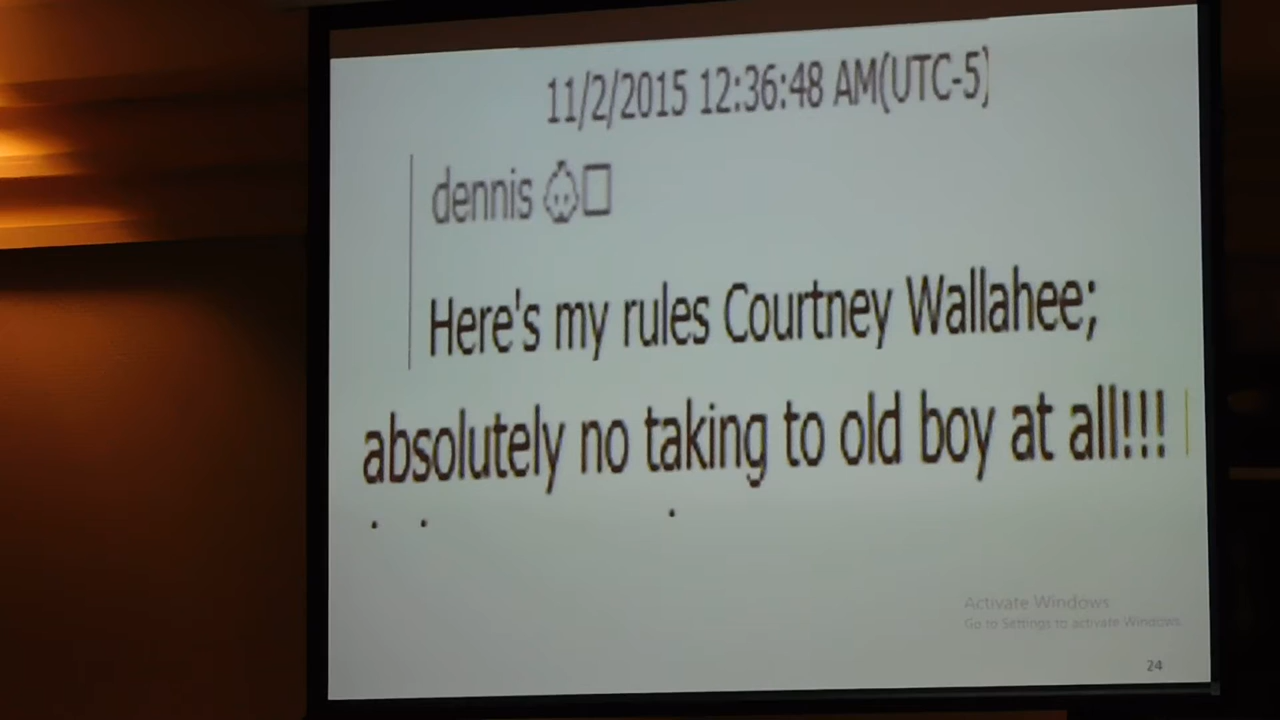 11/2/2015 12:36:48 AM(UTC-5)
dennis
Here's my rules Courtney Wallahee;
absolutely no taking to old boy at all!!!
Activate Windows
Go to Settings to activate Windows.
24